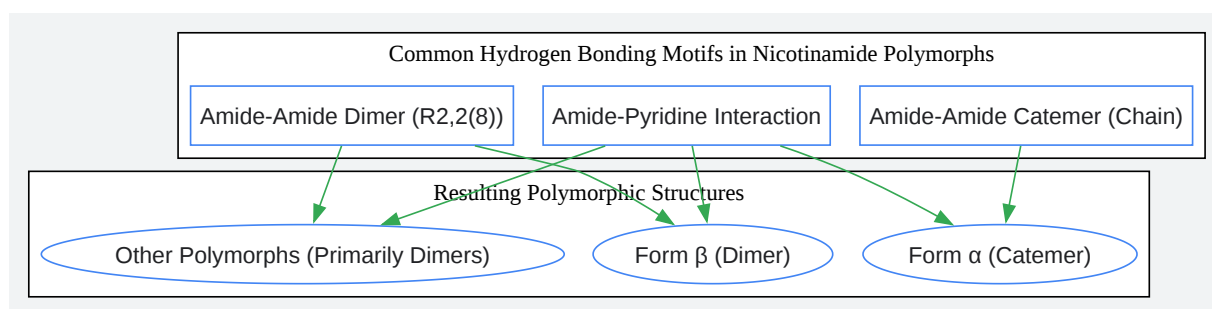 Common Hydrogen Bonding Motifs in Nicotinamide Polymorphs
Amide-Amide Dimer (R2,2(8))
Amide-Pyridine Interaction
Amide-Amide Catemer (Chain)
Resulting Polymorphic Structures
Other Polymorphs (Primarily Dimers)
Form β (Dimer)
Form α (Catemer)